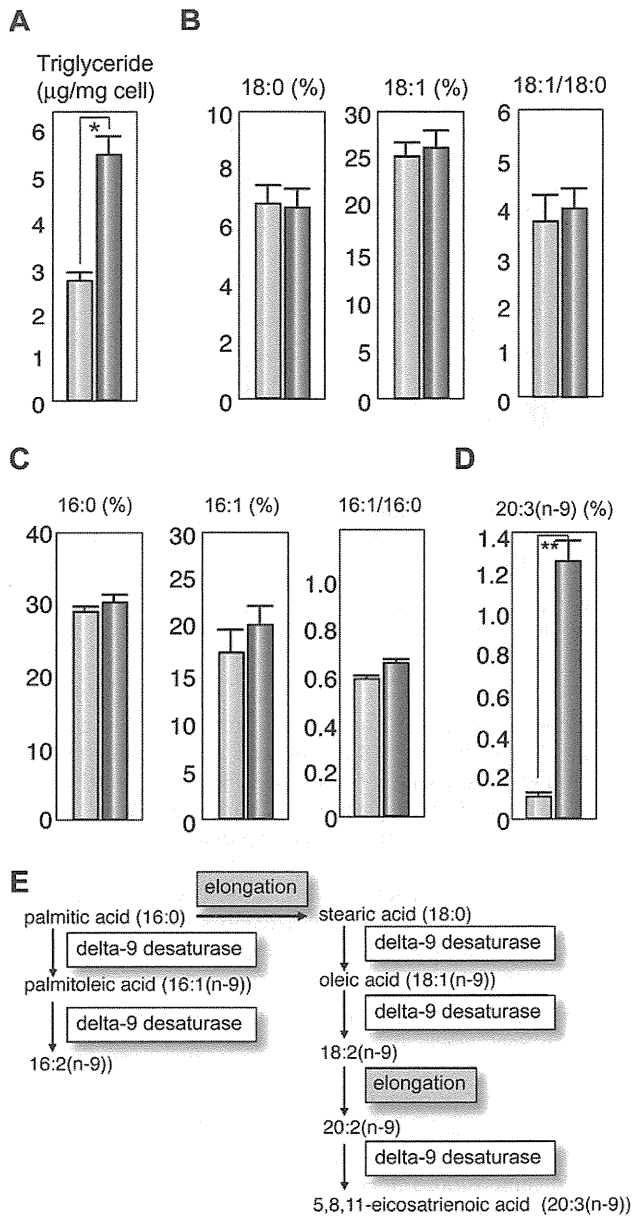 A
B
Triglyceride
(μg/mg cell)
18:0 (%)
18:1 (%)
18:1/18:0
*
6
5
4
3
2
1
0
10
8
6
4
2
0
30
25
20
15
10
5
0
6
5
4
3
2
1
0
C
D
16:0 (%)
16:1 (%)
16:1/16:0
20:3(n-9) (%)
**
40
30
20
10
0
30
25
20
15
10
5
0
1.0
0.8
0.6
0.4
0.2
0
1.4
1.2
1.0
0.8
0.6
0.4
0.2
0
E
elongation
palmitic acid (16:0)
stearic acid (18:0)
delta-9 desaturase
delta-9 desaturase
palmitoleic acid (16:1(n-9))
oleic acid (18:1(n-9))
delta-9 desaturase
delta-9 desaturase
16:2(n-9))
18:2(n-9)
elongation
20:2(n-9)
delta-9 desaturase
5,8,11-eicosatrienoic acid (20:3(n-9))